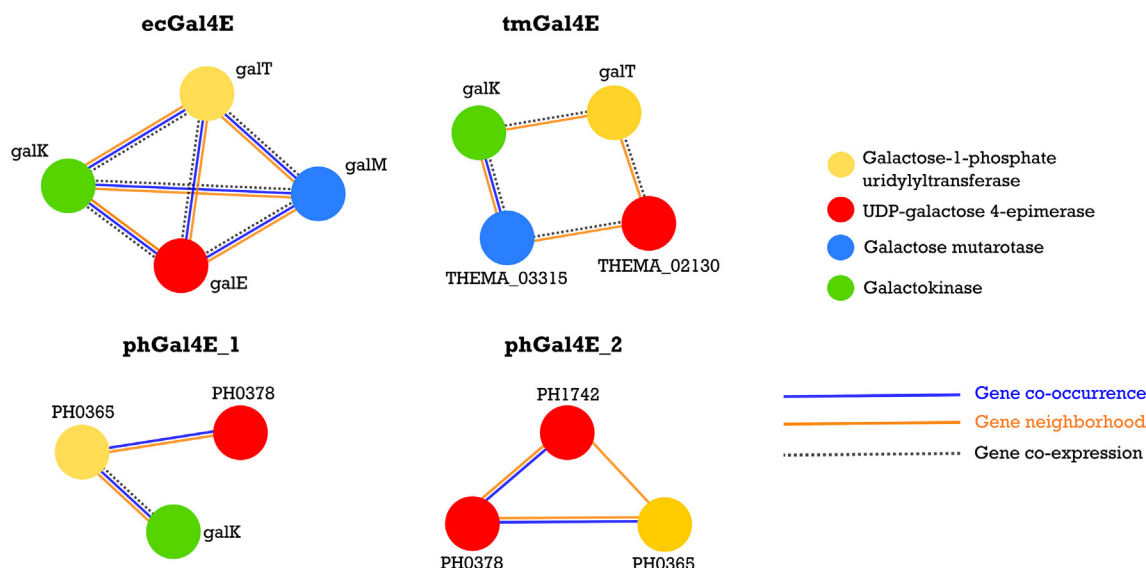 ecGal4E
tmGal4E
galT
galK
galM
galE
galK
galT
THEMA_03315
THEMA_02130
Galactose-1-phosphate
uridylyltransferase
UDP-galactose 4-epimerase
Galactose mutarotase
Galactokinase
phGal4E_1
phGal4E_2
PH0378
PH0365
galK
PH1742
PH0378
PH0365
Gene co-occurrence
Gene neighborhood
Gene co-expression